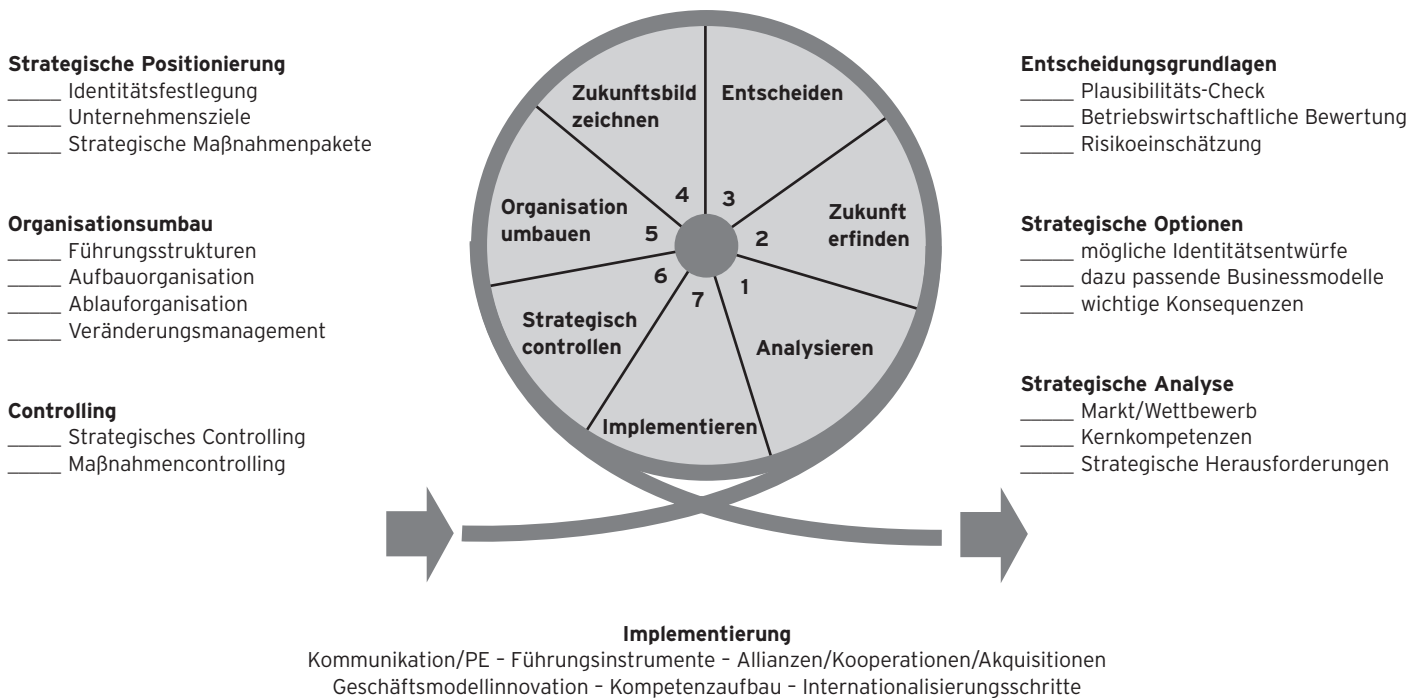 Strategische Positionierung
_____ Identitätsfestlegung
_____ Unternehmensziele
_____ Strategische Maßnahmenpakete
Organisationsumbau
_____ Führungsstrukturen
_____ Aufbauorganisation
_____ Ablauforganisation
_____ Veränderungsmanagement
Controlling
_____ Strategisches Controlling
_____ Maßnahmencontrolling
Zukunftsbild
zeichnen
Entscheiden
Organisation
umbauen
Zukunft
erfinden
4
3
5
2
6
1
7
Strategisch
controllen
Analysieren
Implementieren
Entscheidungsgrundlagen
_____ Plausibilitäts-Check
_____ Betriebswirtschaftliche Bewertung
_____ Risikoeinschätzung
Strategische Optionen
_____ mögliche Identitätsentwürfe
_____ dazu passende Businessmodelle
_____ wichtige Konsequenzen
Strategische Analyse
_____ Markt/Wettbewerb
_____ Kernkompetenzen
_____ Strategische Herausforderungen
Implementierung
Kommunikation/PE – Führungsinstrumente – Allianzen/Kooperationen/Akquisitionen
Geschäftsmodellinnovation – Kompetenzaufbau – Internationalisierungsschritte